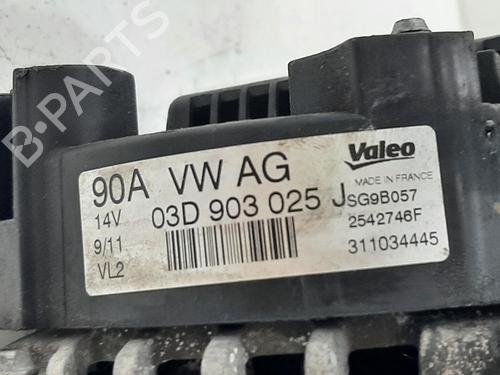 B-PARTS
90A VW AG
Valeo
MADE IN FRANCE
14V
03D 903 025 J
SG9B057
9/11
2542746F
VL2
311034445